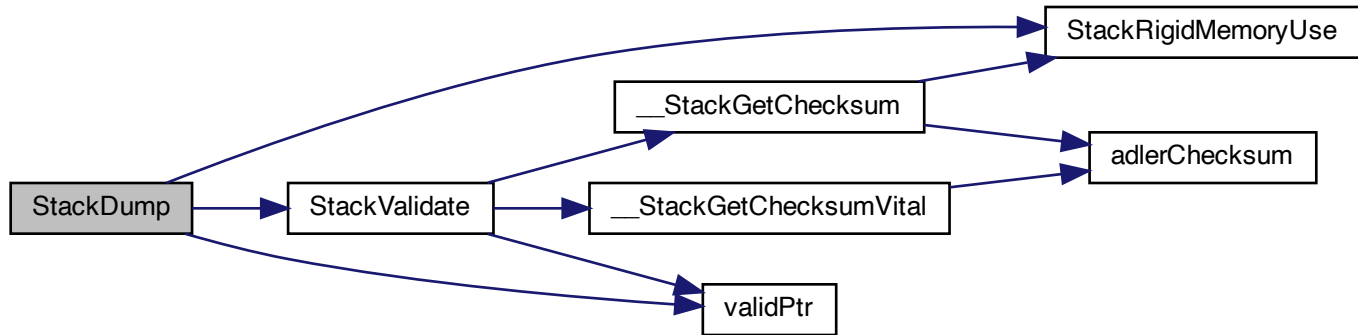 StackRigidMemoryUse
__StackGetChecksum
adlerChecksum
StackDump
StackValidate
__StackGetChecksumVital
validPtr